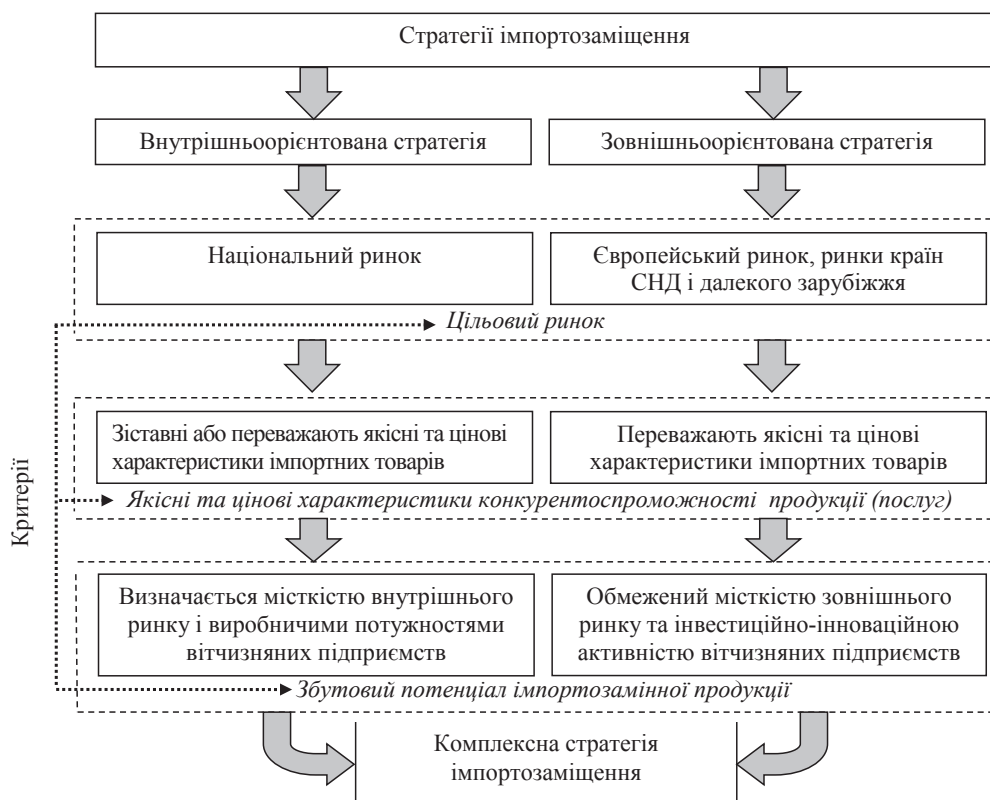 Стратегії імпортозаміщення
Внутрішньоорієнтована стратегія
Зовнішньоорієнтована стратегія
Національний ринок
Європейський ринок, ринки країн
СНД і далекого зарубіжжя
Цільовий ринок
Зіставні або переважають якісні та цінові
характеристики імпортних товарів
Переважають якісні та цінові
характеристики імпортних товарів
Якісні та цінові характеристики конкурентоспроможності продукції (послуг)
Критерії
Визначається місткістю внутрішнього
ринку і виробничими потужностями
вітчизняних підприємств
Обмежений місткістю зовнішнього
ринку та інвестиційно-інноваційною
активністю вітчизняних підприємств
Збутовий потенціал імпортозамінної продукції
Комплексна стратегія
імпортозаміщення